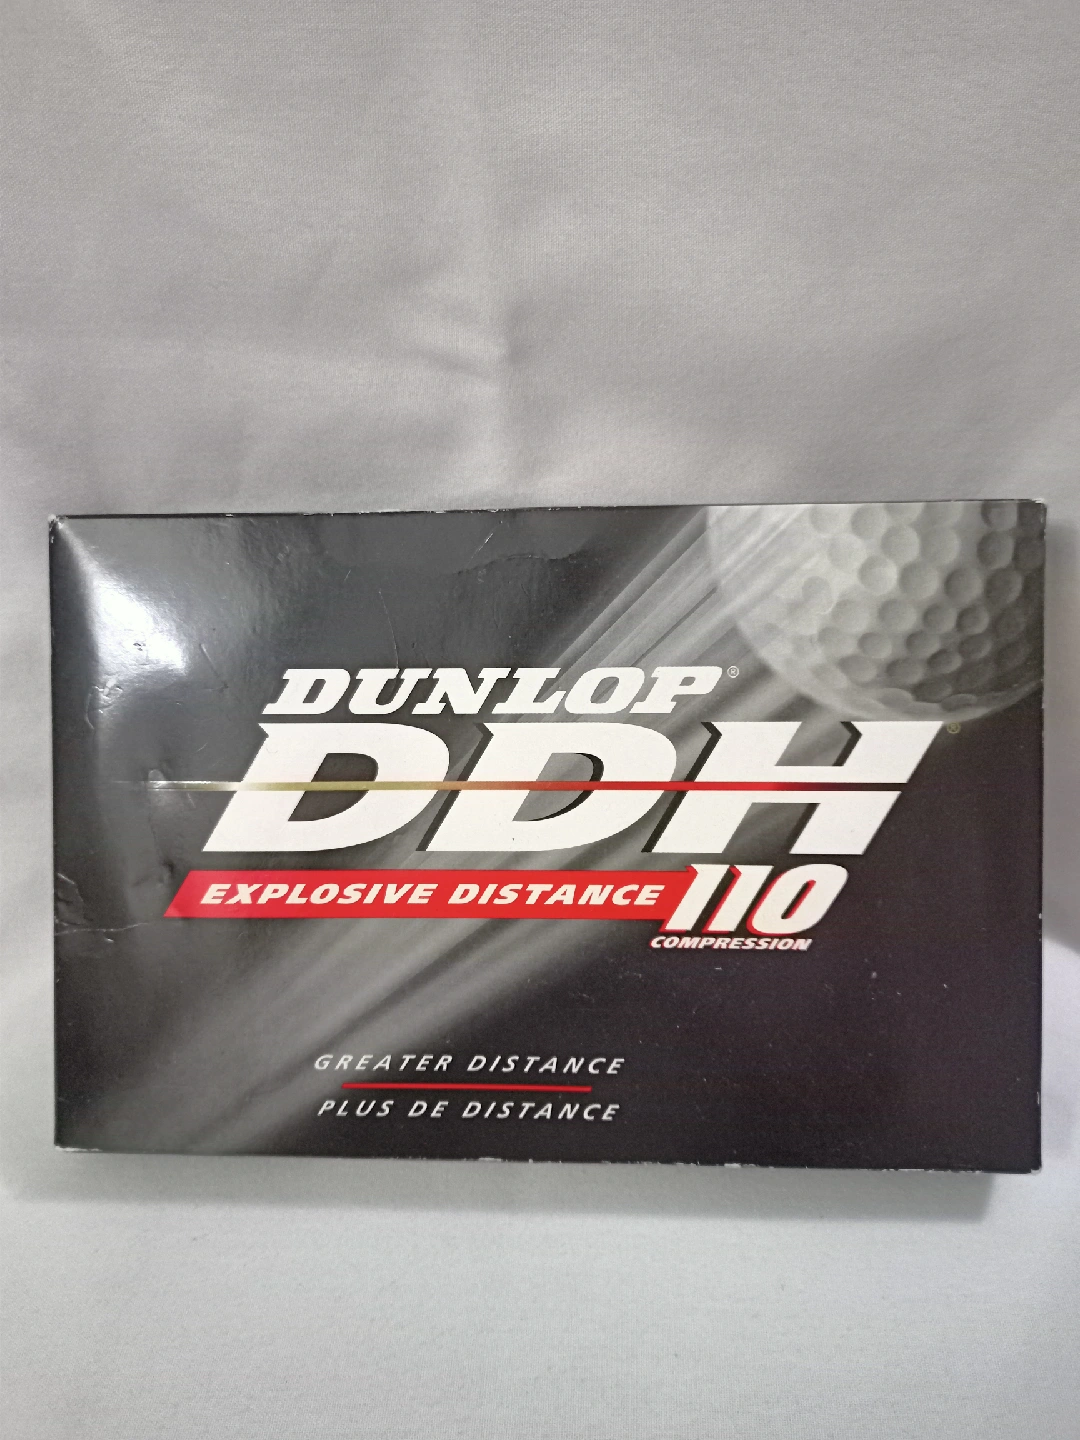 DUNLOP®
DDH®
EXPLOSIVE DISTANCE 110
COMPRESSION
GREATER DISTANCE
PLUS DE DISTANCE